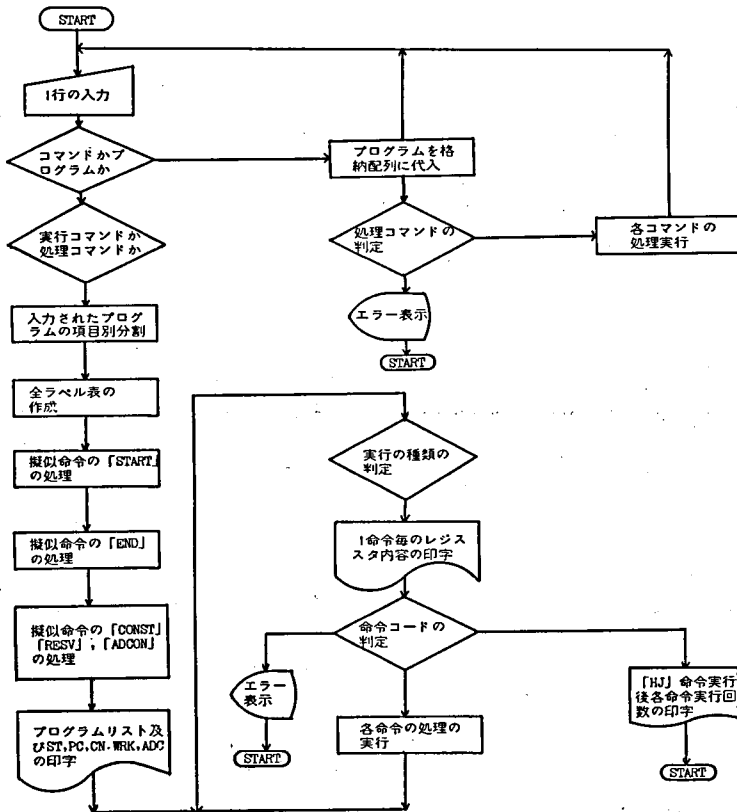 START
1行の入力
コマンドかプ
ログラムか
プログラムを格
納配列に代入
実行コマンドか
処理コマンドか
処理コマンドの
判定
各コマンドの
処理実行
入力されたプログ
ラムの項目別分割
エラー表示
START
全ラベル表の
作成
実行の種類の
判定
擬似命令の「START」
の処理
1命令毎のレジス
スタ内容の印字
擬似命令の「END」
の処理
命令コードの
判定
擬似命令の「CONST」
「RESV」,「ADCON」
の処理
エラー
表示
START
各命令の処理の
実行
「HJ」命令実行
後各命令実行回
数の印字
START
プログラムリスト及
びST,PC,CN.WRK,ADC
の印字